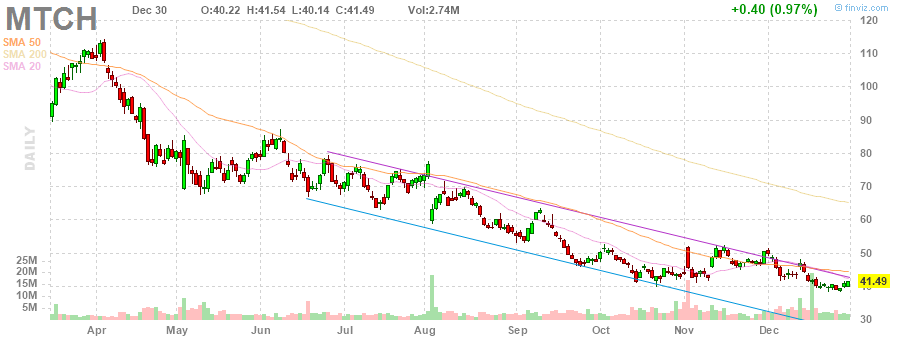 MTCH Dec 30 O:40.22 H:41.54 L:40.14 C:41.49 Vol:2.74M +0.40 (0.97%) © finviz.com
SMA 50
SMA 200
SMA 20
DAILY
120
110
100
90
80
70
60
50
41.49
40
30
25M
20M
15M
10M
5M
Apr May Jun Jul Aug Sep Oct Nov Dec